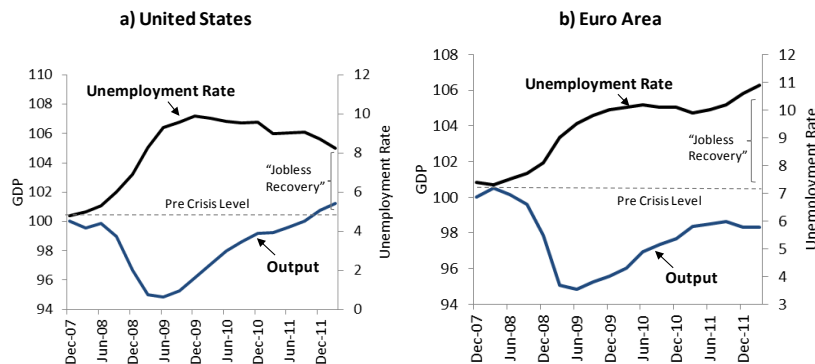 a) United States
GDP
110
108
106
104
102
100
98
96
94
12
10
8
6
4
2
0
Unemployment Rate
Unemployment Rate
"Jobless
Recovery"
Pre Crisis Level
Output
Dec-07
Jun-08
Dec-08
Jun-09
Dec-09
Jun-10
Dec-10
Jun-11
Dec-11
b) Euro Area
GDP
108
106
104
102
100
98
96
94
12
11
10
9
8
7
6
5
4
3
Unemployment Rate
Unemployment Rate
"Jobless
Recovery"
Pre Crisis Level
Output
Dec-07
Jun-08
Dec-08
Jun-09
Dec-09
Jun-10
Dec-10
Jun-11
Dec-11